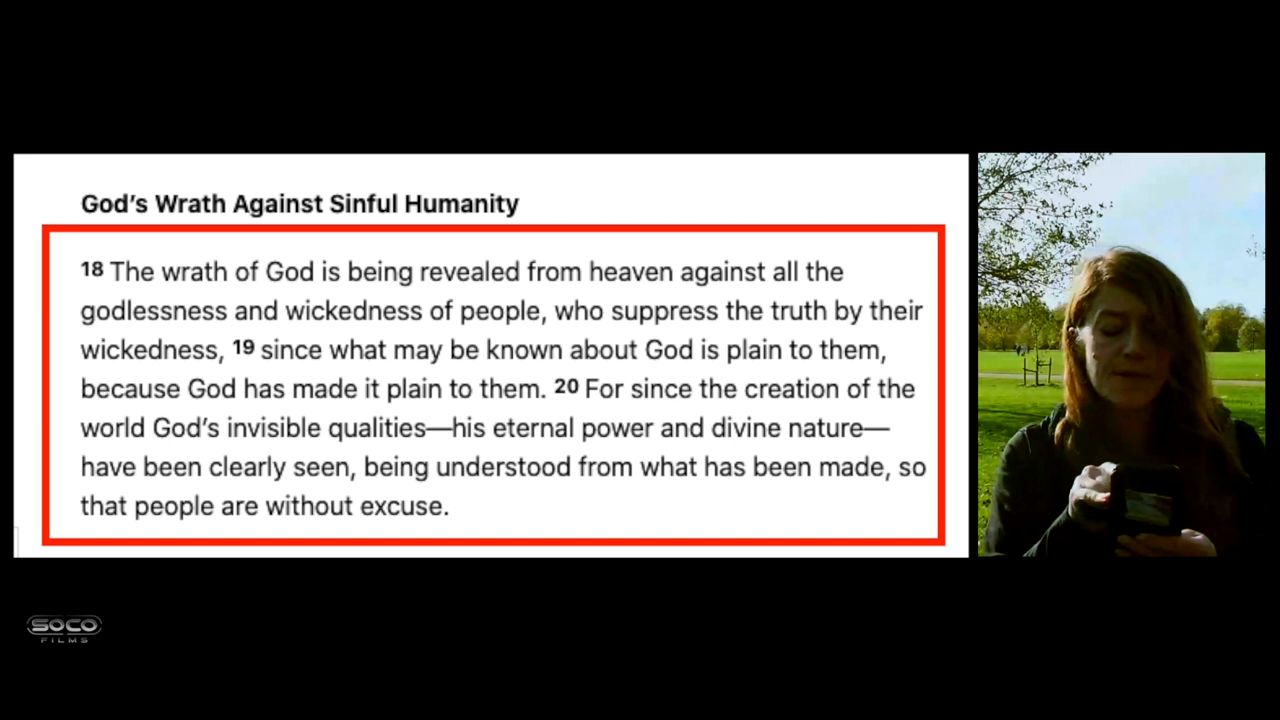 God's Wrath Against Sinful Humanity
18 The wrath of God is being revealed from heaven against all the
godlessness and wickedness of people, who suppress the truth by their
wickedness, 19 since what may be known about God is plain to them,
because God has made it plain to them. 20 For since the creation of the
world God's invisible qualities—his eternal power and divine nature—
have been clearly seen, being understood from what has been made, so
that people are without excuse.
SOCO
FILMS